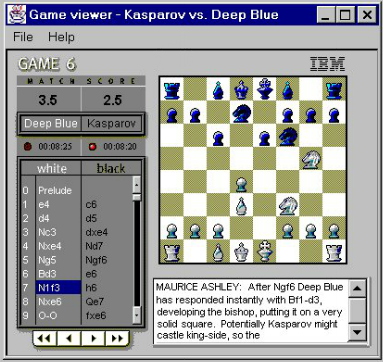 Game viewer - Kasparov vs. Deep Blue
File Help
GAME 6
IBM
MATCH SCORE
3.5 2.5
Deep Blue Kasparov
00:08:25 00:08:20
white black
0 Prelude
1 e4 c6
2 d4 d5
3 Nc3 dxe4
4 Nxe4 Nd7
5 Ng5 Ngf6
6 Bd3 e6
7 N1f3 h6
8 Nxe6 Qe7
9 O-O fxe6
MAURICE ASHLEY: After Ngf6 Deep Blue
has responded instantly with Bf1-d3,
developing the bishop, putting it on a very
solid square. Potentially Kasparov might
castle king-side, so the